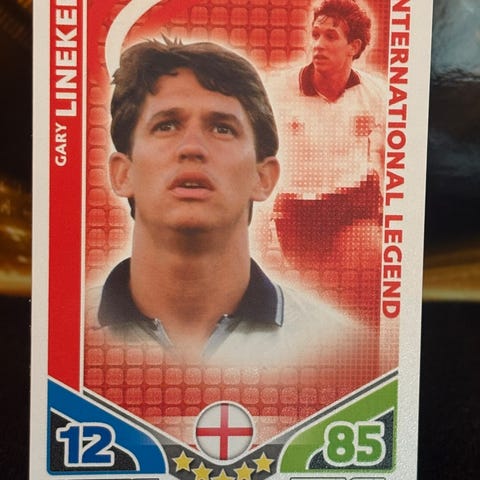 GARY
LINEKER
INTERNATIONAL LEGEND
12
85